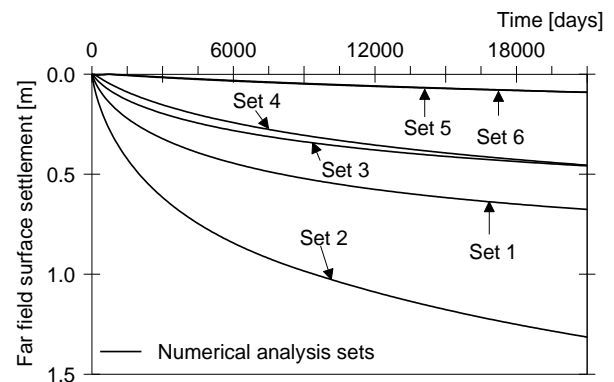 Time [days]
0 6000 12000 18000
0.0
0.5
1.0
1.5
Far field surface settlement [m]
Set 4
Set 5
Set 6
Set 3
Set 2
Set 1
Numerical analysis sets